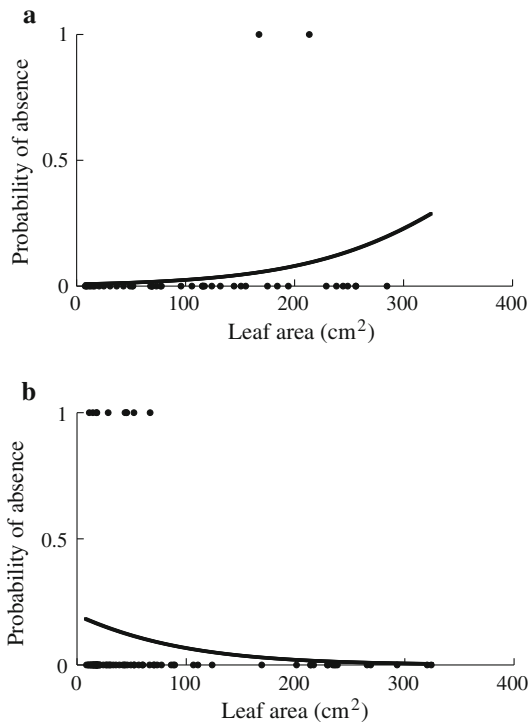 a
1
0.5
0
Probability of absence
0 100 200 300 400
Leaf area (cm²)
b
1
0.5
0
Probability of absence
0 100 200 300 400
Leaf area (cm²)